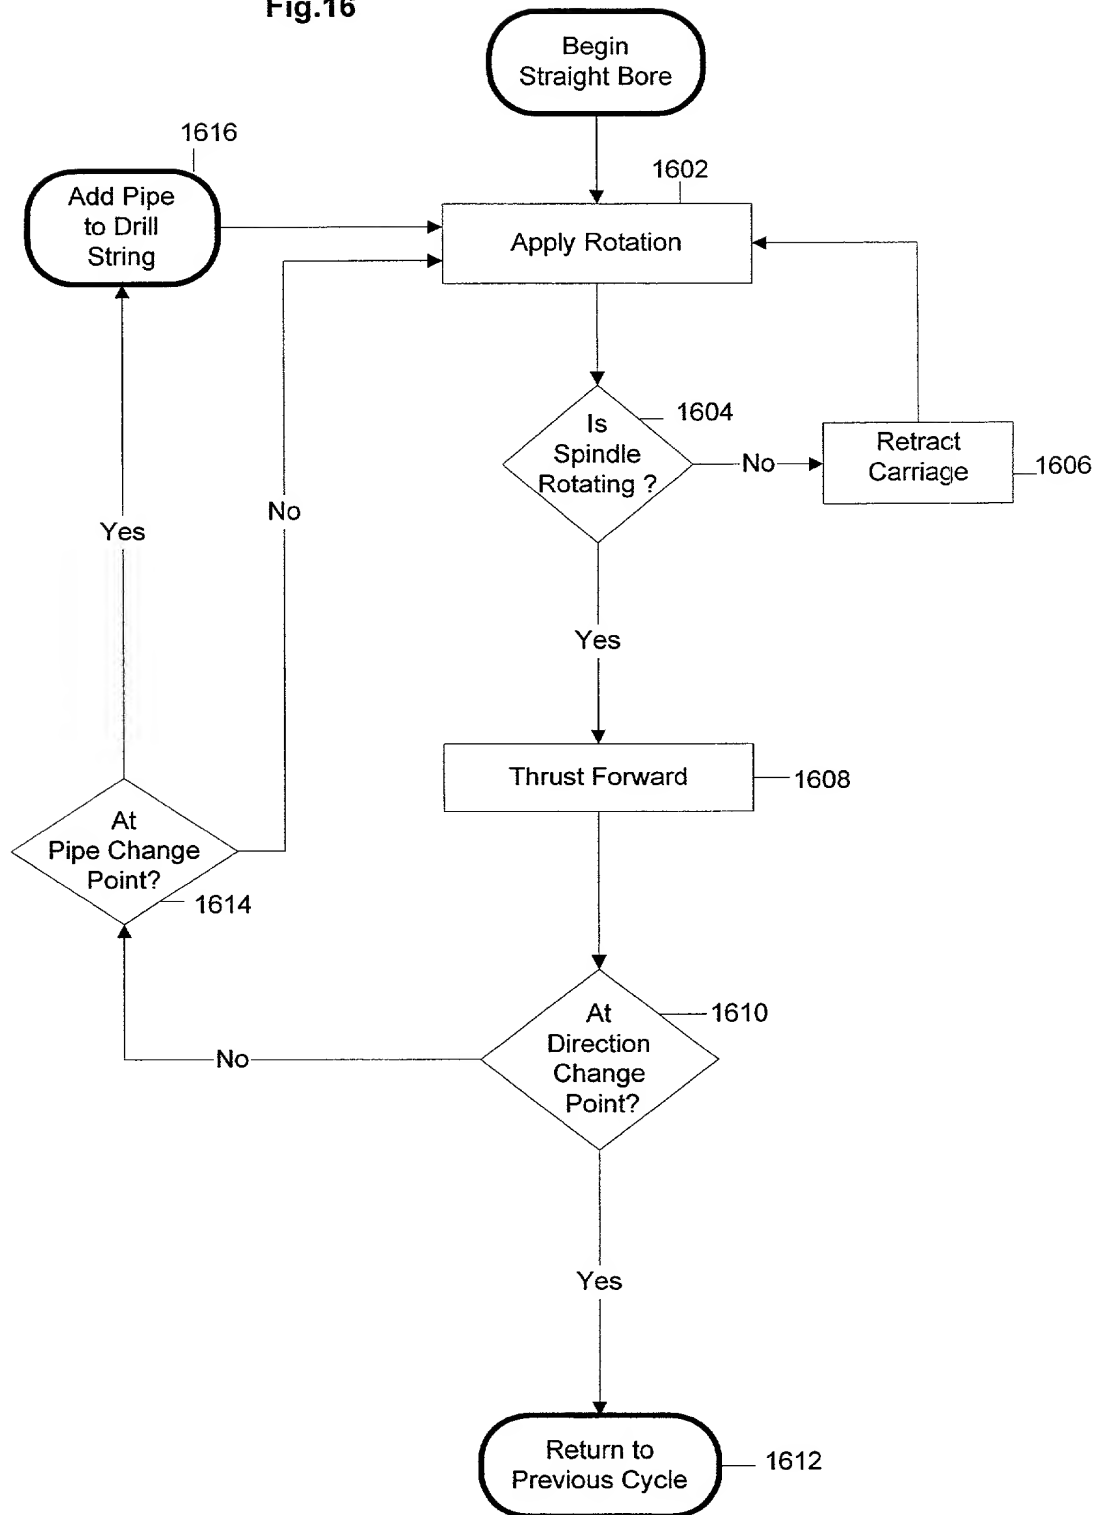 Fig.16
Begin
Straight Bore
1616
Add Pipe
to Drill
String
1602
Apply Rotation
Is
Spindle
Rotating ?
1604
No
Retract
Carriage
1606
Yes
No
Yes
Thrust Forward
1608
At
Pipe Change
Point?
1614
At
Direction
Change
Point?
1610
No
Yes
Return to
Previous Cycle
1612